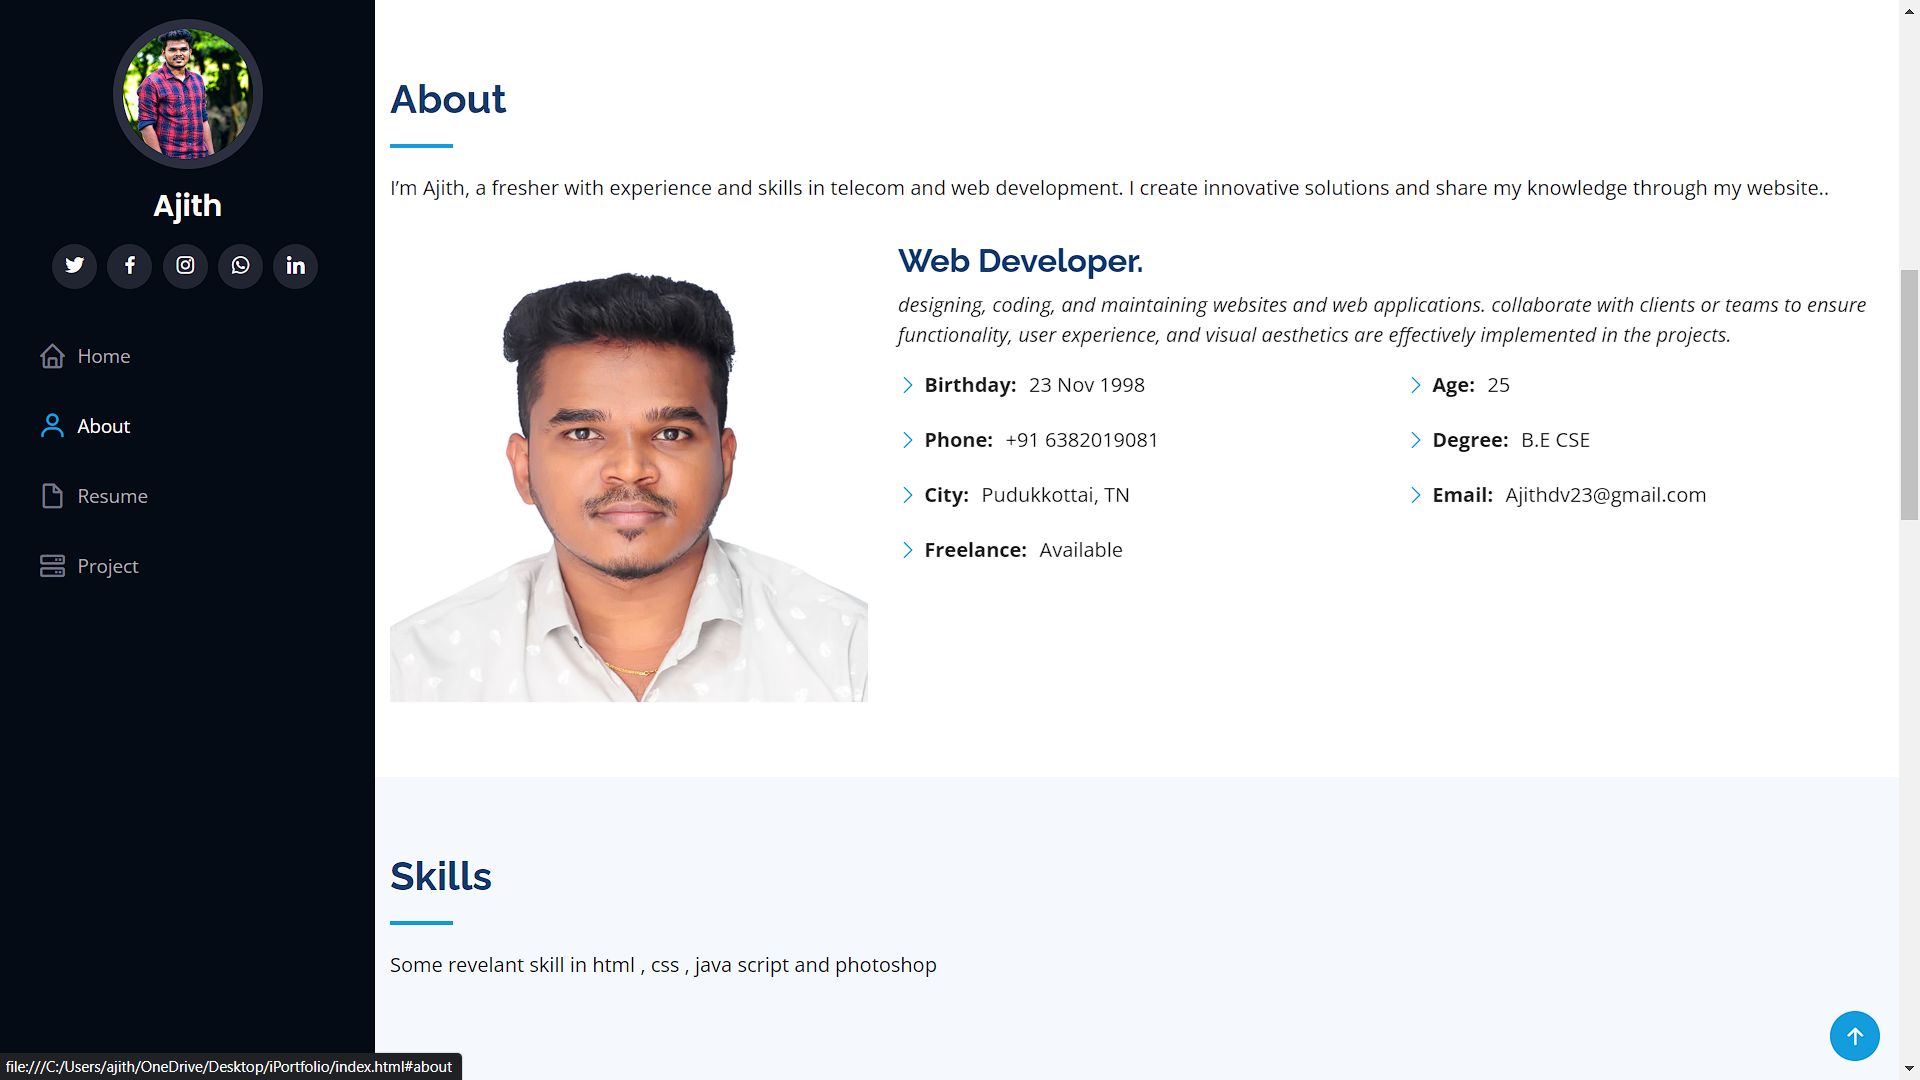 Ajith
Home
About
Resume
Project
About
I’m Ajith, a fresher with experience and skills in telecom and web development. I create innovative solutions and share my knowledge through my website..
Web Developer.
designing, coding, and maintaining websites and web applications. collaborate with clients or teams to ensure
functionality, user experience, and visual aesthetics are effectively implemented in the projects.
Birthday: 23 Nov 1998
Age: 25
Phone: +91 6382019081
Degree: B.E CSE
City: Pudukkottai, TN
Email: Ajithdv23@gmail.com
Freelance: Available
Skills
Some revelant skill in html , css , java script and photoshop
file:///C:/Users/ajith/OneDrive/Desktop/iPortfolio/index.html#about